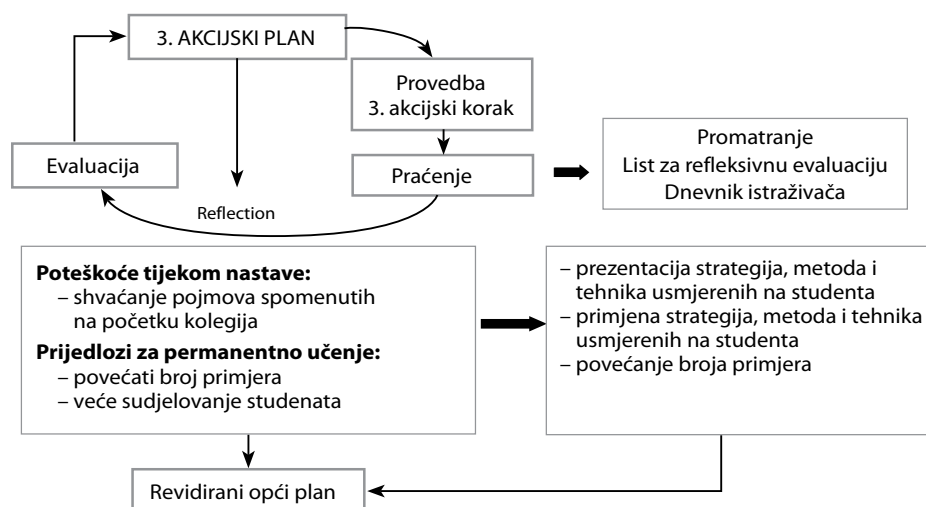 3. AKCIJSKI PLAN
Provedba
3. akcijski korak
Evaluacija
Praćenje
Promatranje
List za refleksivnu evaluaciju
Dnevnik istraživača
Reflection
Poteškoće tijekom nastave:
– shvaćanje pojmova spomenutih
na početku kolegija
Prijedlozi za permanentno učenje:
– povećati broj primjera
– veće sudjelovanje studenata
– prezentacija strategija, metoda i
tehnika usmjerenih na studenta
– primjena strategija, metoda i tehnika
usmjerenih na studenta
– povećanje broja primjera
Revidirani opći plan